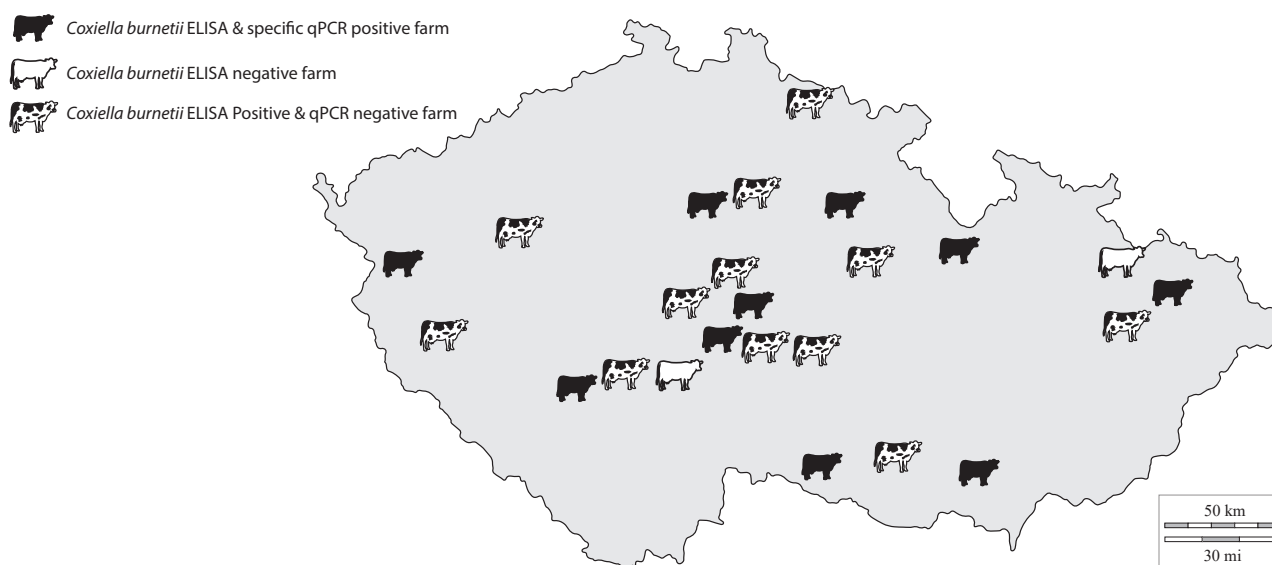 Coxiella burnetii ELISA & specific qPCR positive farm
Coxiella burnetii ELISA negative farm
Coxiella burnetii ELISA Positive & qPCR negative farm
50 km
30 mi